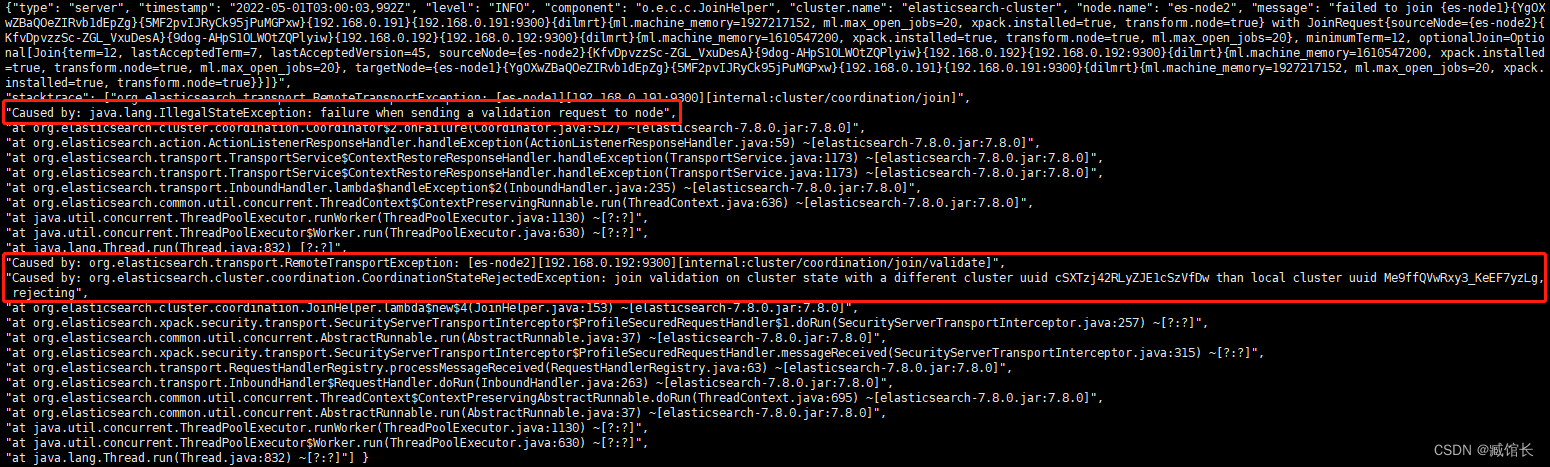 {"type": "server", "timestamp": "2022-05-01T03:00:03,992Z", "level": "INFO", "component": "o.e.c.c.JoinHelper", "cluster.name": "elasticsearch-cluster", "node.name": "es-node2", "message": "failed to join {es-node1}{YgOX
wZBaQOeZIRvb1dEpZg}{5MF2pvIJRyCk95jPuMGPxw}{192.168.0.191}{192.168.0.191:9300}{dilmrt}{ml.machine_memory=1927217152, ml.max_open_jobs=20, xpack.installed=true, transform.node=true} with JoinRequest{sourceNode={es-node2}{
KfvDpvzzSc-ZGL_VxuDesA}{9dog-AHpS1OLWOtZQPlyiw}{192.168.0.192}{192.168.0.192:9300}{dilmrt}{ml.machine_memory=1610547200, xpack.installed=true, transform.node=true, ml.max_open_jobs=20}, minimumTerm=12, optionalJoin=Optio
nal[Join{term=12, lastAcceptedTerm=7, lastAcceptedVersion=45, sourceNode={es-node2}{KfvDpvzzSc-ZGL_VxuDesA}{9dog-AHpS1OLWOtZQPlyiw}{192.168.0.192}{192.168.0.192:9300}{dilmrt}{ml.machine_memory=1610547200, xpack.installed
=true, transform.node=true, ml.max_open_jobs=20}, targetNode={es-node1}{YgOXwZBaQOeZIRvb1dEpZg}{5MF2pvIJRyCk95jPuMGPxw}{192.168.0.191}{192.168.0.191:9300}{dilmrt}{ml.machine_memory=1927217152, ml.max_open_jobs=20, xpack.
installed=true, transform.node=true}}]}"
"stacktrace": ["org.elasticsearch.transport.RemoteTransportException: [es-node1][192.168.0.191:9300][internal:cluster/coordination/join]",
"Caused by: java.lang.IllegalStateException: failure when sending a validation request to node",
"at org.elasticsearch.cluster.coordination.Coordinator$2.onFailure(Coordinator.java:512) ~[elasticsearch-7.8.0.jar:7.8.0]",
"at org.elasticsearch.action.ActionListenerResponseHandler.handleException(ActionListenerResponseHandler.java:59) ~[elasticsearch-7.8.0.jar:7.8.0]",
"at org.elasticsearch.transport.TransportService$ContextRestoreResponseHandler.handleException(TransportService.java:1173) ~[elasticsearch-7.8.0.jar:7.8.0]",
"at org.elasticsearch.transport.TransportService$ContextRestoreResponseHandler.handleException(TransportService.java:1173) ~[elasticsearch-7.8.0.jar:7.8.0]",
"at org.elasticsearch.transport.InboundHandler.lambda$handleException$2(InboundHandler.java:235) ~[elasticsearch-7.8.0.jar:7.8.0]",
"at org.elasticsearch.common.util.concurrent.ThreadContext$ContextPreservingRunnable.run(ThreadContext.java:636) ~[elasticsearch-7.8.0.jar:7.8.0]",
"at java.util.concurrent.ThreadPoolExecutor.runWorker(ThreadPoolExecutor.java:1130) ~[?:?]",
"at java.util.concurrent.ThreadPoolExecutor$Worker.run(ThreadPoolExecutor.java:630) ~[?:?]",
"at java.lang.Thread.run(Thread.java:832) [?:?]",
"Caused by: org.elasticsearch.transport.RemoteTransportException: [es-node2][192.168.0.192:9300][internal:cluster/coordination/join/validate]",
"Caused by: org.elasticsearch.cluster.coordination.CoordinationStateRejectedException: join validation on cluster state with a different cluster uuid cSXTzj42RLyZJE1cSzVfDw than local cluster uuid Me9ffQVwRxy3_KeEF7yzLg,
rejecting",
"at org.elasticsearch.cluster.coordination.JoinHelper.lambda$new$4(JoinHelper.java:153) ~[elasticsearch-7.8.0.jar:7.8.0]",
"at org.elasticsearch.xpack.security.transport.SecurityServerTransportInterceptor$ProfileSecuredRequestHandler$1.doRun(SecurityServerTransportInterceptor.java:257) ~[?:?]",
"at org.elasticsearch.common.util.concurrent.AbstractRunnable.run(AbstractRunnable.java:37) ~[elasticsearch-7.8.0.jar:7.8.0]",
"at org.elasticsearch.xpack.security.transport.SecurityServerTransportInterceptor$ProfileSecuredRequestHandler.messageReceived(SecurityServerTransportInterceptor.java:315) ~[?:?]",
"at org.elasticsearch.transport.RequestHandlerRegistry.processMessageReceived(RequestHandlerRegistry.java:63) ~[elasticsearch-7.8.0.jar:7.8.0]",
"at org.elasticsearch.transport.InboundHandler$RequestHandler.doRun(InboundHandler.java:263) ~[elasticsearch-7.8.0.jar:7.8.0]",
"at org.elasticsearch.common.util.concurrent.ThreadContext$ContextPreservingAbstractRunnable.doRun(ThreadContext.java:695) ~[elasticsearch-7.8.0.jar:7.8.0]",
"at org.elasticsearch.common.util.concurrent.AbstractRunnable.run(AbstractRunnable.java:37) ~[elasticsearch-7.8.0.jar:7.8.0]",
"at java.util.concurrent.ThreadPoolExecutor.runWorker(ThreadPoolExecutor.java:1130) ~[?:?]",
"at java.util.concurrent.ThreadPoolExecutor$Worker.run(ThreadPoolExecutor.java:630) ~[?:?]",
"at java.lang.Thread.run(Thread.java:832) ~[?:?]"] }
CSDN @臧馆长